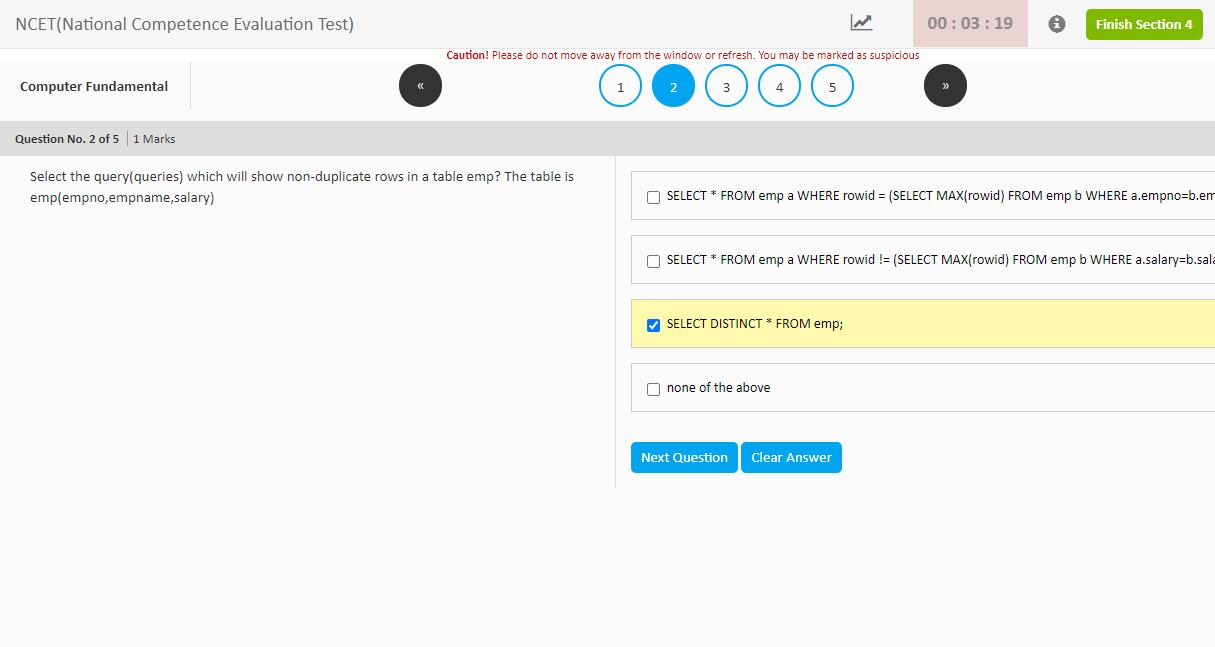 NCET(National Competence Evaluation Test)
00 : 03 : 19
Finish Section 4
Caution! Please do not move away from the window or refresh. You may be marked as suspicious
Computer Fundamental
«
1
2
3
4
5
»
Question No. 2 of 5
1 Marks
Select the query(queries) which will show non-duplicate rows in a table emp? The table is
emp(empno,empname,salary)
SELECT * FROM emp a WHERE rowid = (SELECT MAX(rowid) FROM emp b WHERE a.empno=b.em
SELECT * FROM emp a WHERE rowid != (SELECT MAX(rowid) FROM emp b WHERE a.salary=b.sala
SELECT DISTINCT * FROM emp;
none of the above
Next Question
Clear Answer